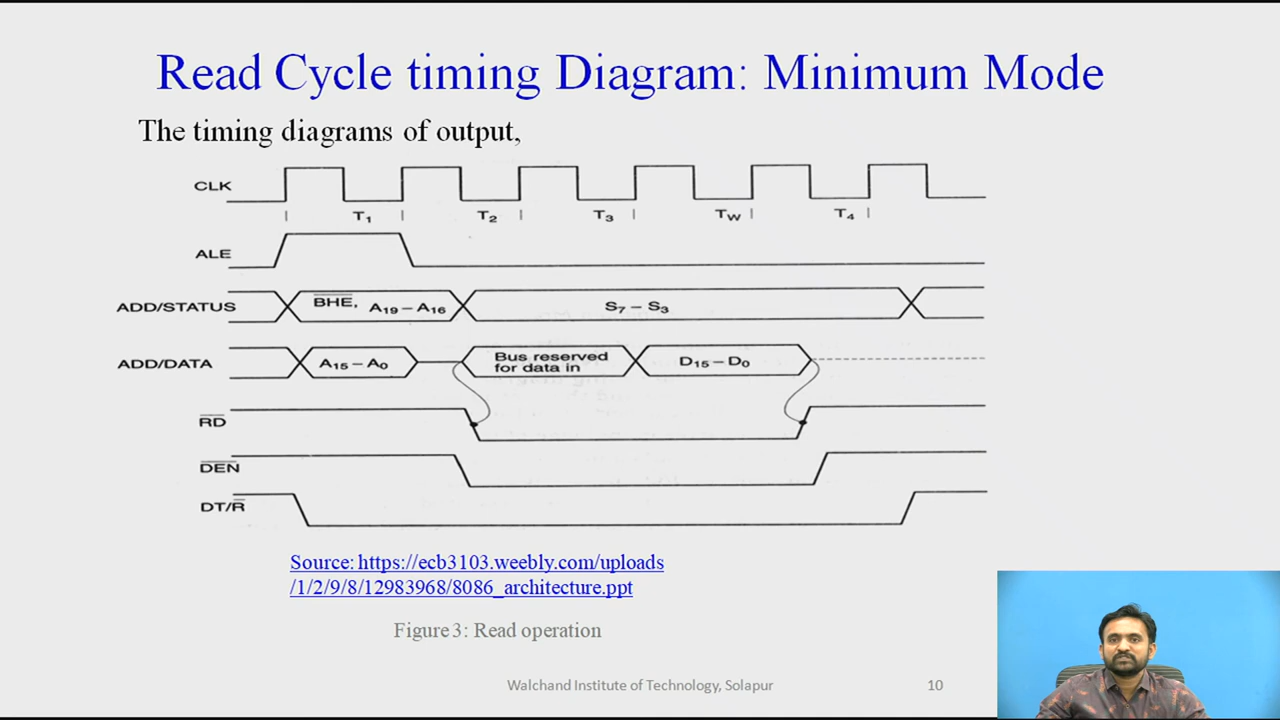 Read Cycle timing Diagram: Minimum Mode
The timing diagrams of output,
CLK
T1 T2 T3 TW T4
ALE
ADD/STATUS B̅H̅E̅, A19 – A16 S7 – S3
ADD/DATA A15 – A0 Bus reserved for data in D15 – D0
R̅D̅
D̅E̅N̅
DT/R̅
Source: https://ecb3103.weebly.com/uploads
/1/2/9/8/12983968/8086_architecture.ppt
Figure 3: Read operation
Walchand Institute of Technology, Solapur 10